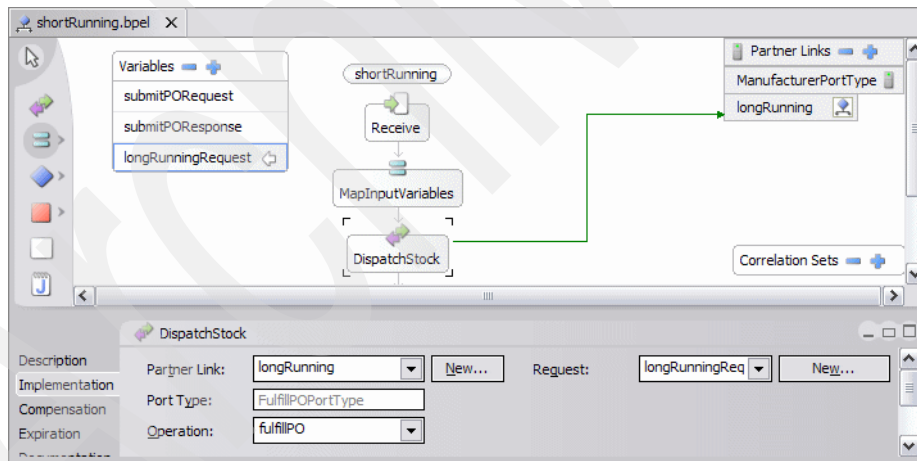 shortRunning.bpel X
Variables
submitPORequest
submitPOResponse
longRunningRequest
shortRunning
Receive
MapInputVariables
DispatchStock
Partner Links
ManufacturerPortType
longRunning
Correlation Sets
DispatchStock
Description
Implementation
Compensation
Expiration
Documentation
Partner Link: longRunning New...
Port Type: FulfillPOPortType
Operation: fulfillPO
Request: longRunningReq New...